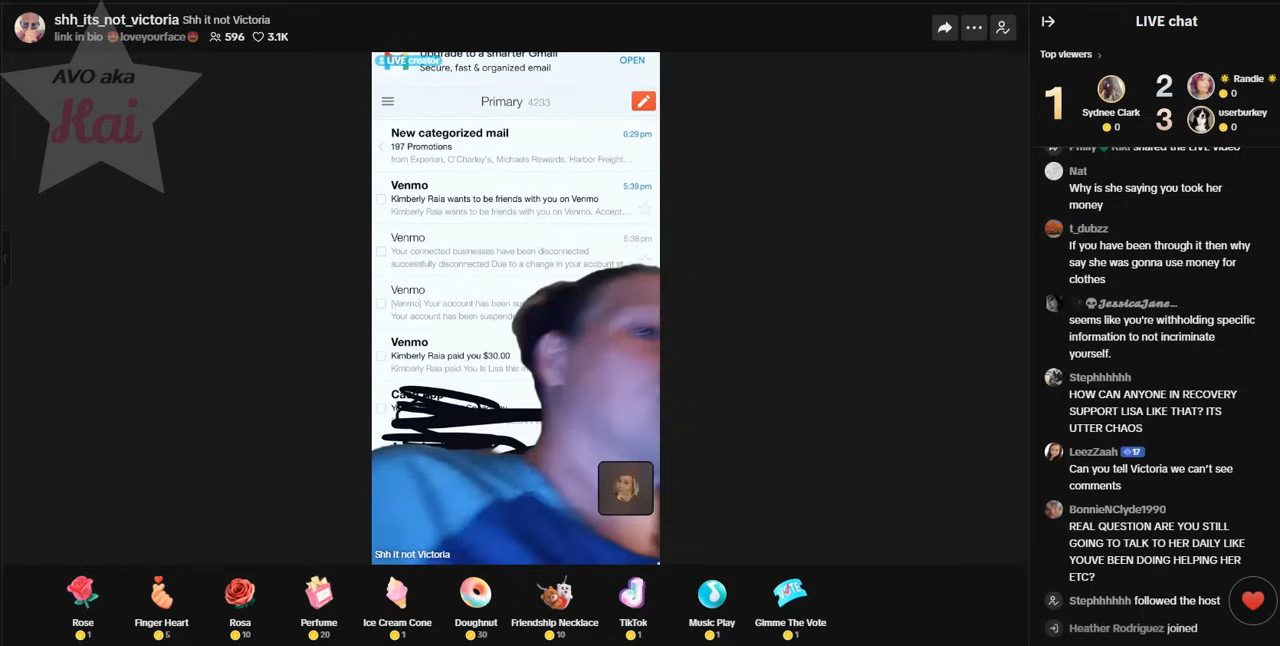 shh_its_not_victoria Shh it not Victoria
link in bio loveyourface 596 3.1K
AVO aka
Kai
Upgrade to a smarter Gmail
LIVE creator
Secure, fast & organized email
OPEN
Primary 4233
New categorized mail 6:29pm
197 Promotions
from Experian, O'Charley's, Michaels Rewards, Harbor Freight...
Venmo 5:39pm
Kimberly Raia wants to be friends with you on Venmo
Kimberly Raia wants to be friends with you on Venmo. Accept...
Venmo 5:38pm
Your connected businesses have been disconnected
successfully disconnected Due to a change in your account st
Venmo
[Venmo] Your account has been
Your account has been suspende
Venmo
Kimberly Raia paid you $30.00
Kimberly Raia paid You Is Lisa this m
Shh it not Victoria
Rose
1
Finger Heart
5
Rosa
10
Perfume
20
Ice Cream Cone
1
Doughnut
30
Friendship Necklace
10
TikTok
1
Music Play
1
Gimme The Vote
1
LIVE chat
Top viewers
1
Sydnee Clark
0
2
Randie
0
3
userburkey
0
shared the LIVE video
Nat
Why is she saying you took her
money
t_dubzz
If you have been through it then why
say she was gonna use money for
clothes
JessicaJane...
seems like you're withholding specific
information to not incriminate
yourself.
Stephhhhhh
HOW CAN ANYONE IN RECOVERY
SUPPORT LISA LIKE THAT? ITS
UTTER CHAOS
LeezZaah 17
Can you tell Victoria we can't see
comments
BonnieNClyde1990
REAL QUESTION ARE YOU STILL
GOING TO TALK TO HER DAILY LIKE
YOUVE BEEN DOING HELPING HER
ETC?
Stephhhhhh followed the host
Heather Rodriguez joined